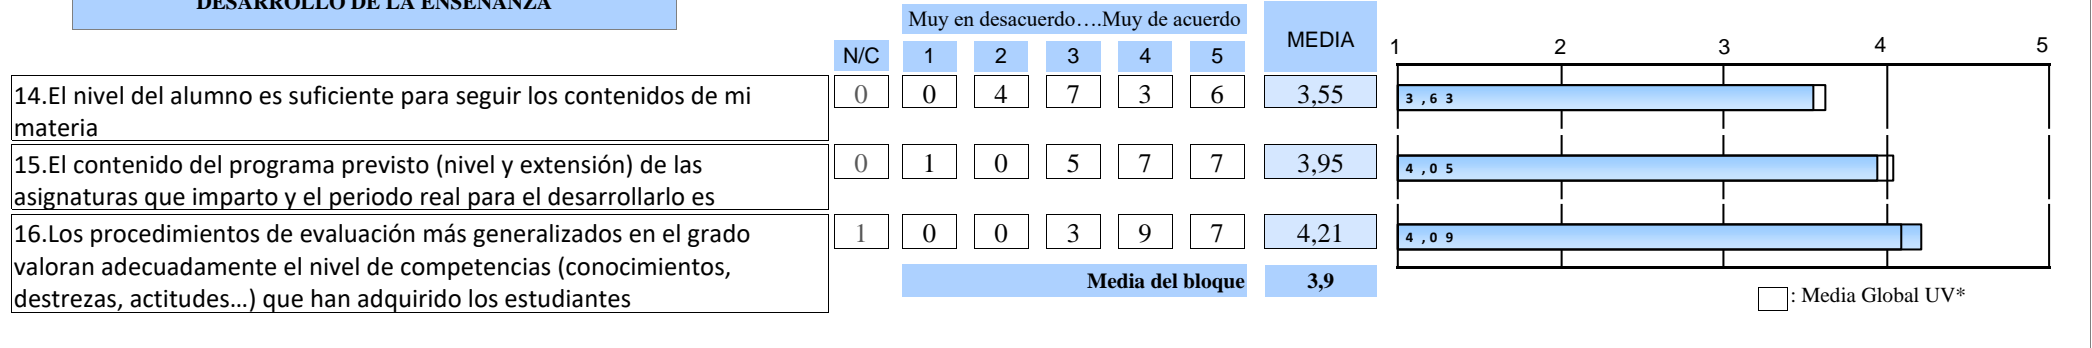 DESARROLLO DE LA ENSEÑANZA
Muy en desacuerdo….Muy de acuerdo
MEDIA
N/C 1 2 3 4 5
1 2 3 4 5
14.El nivel del alumno es suficiente para seguir los contenidos de mi
materia
0 0 4 7 3 6 3,55
3,63
15.El contenido del programa previsto (nivel y extensión) de las
asignaturas que imparto y el periodo real para el desarrollarlo es
0 1 0 5 7 7 3,95
4,05
16.Los procedimientos de evaluación más generalizados en el grado
valoran adecuadamente el nivel de competencias (conocimientos,
destrezas, actitudes…) que han adquirido los estudiantes
1 0 0 3 9 7 4,21
4,09
Media del bloque 3,9
: Media Global UV*